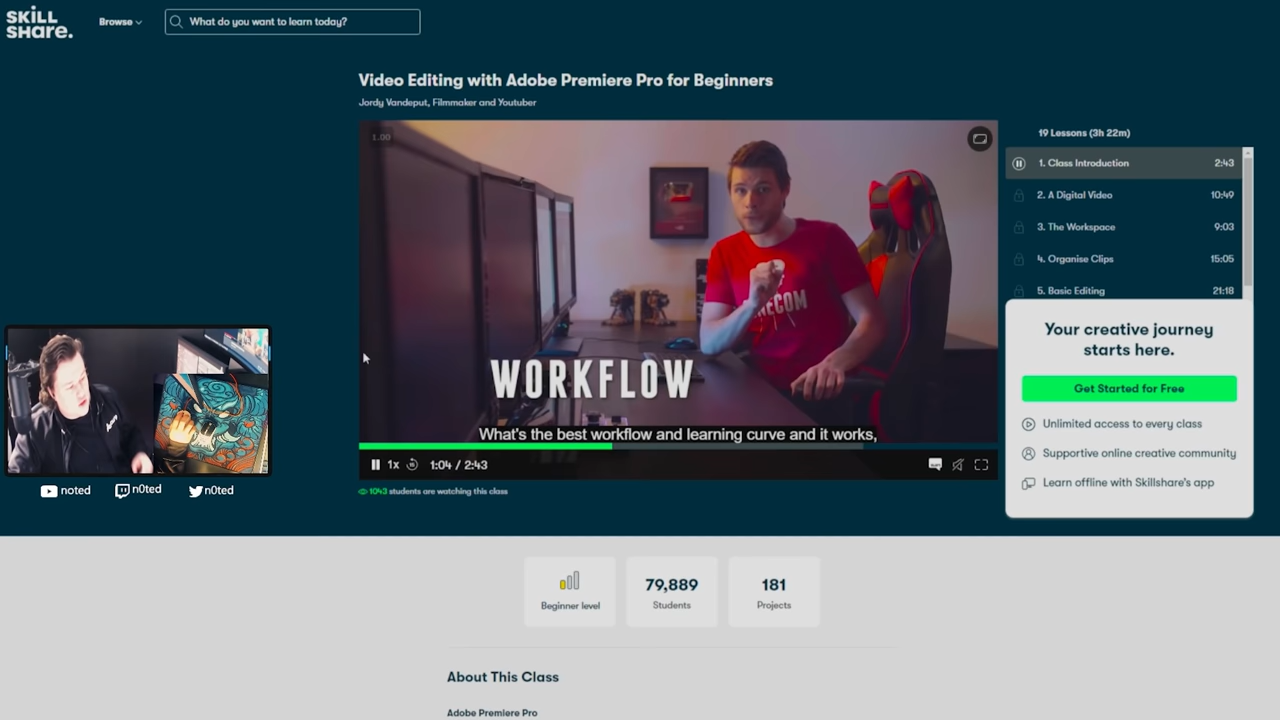 SKiLL
SHare.
Browse
What do you want to learn today?
Video Editing with Adobe Premiere Pro for Beginners
Jordy Vandeput, Filmmaker and Youtuber
1.00
19 Lessons (3h 22m)
1. Class Introduction 2:43
2. A Digital Video 10:49
3. The Workspace 9:03
4. Organise Clips 15:05
5. Basic Editing 21:18
WORKFLOW
What's the best workflow and learning curve and it works,
1x 1:04 / 2:43
1043 students are watching this class
Your creative journey
starts here.
Get Started for Free
Unlimited access to every class
Supportive online creative community
Learn offline with Skillshare's app
noted n0ted n0ted
Beginner level
79,889
Students
181
Projects
About This Class
Adobe Premiere Pro